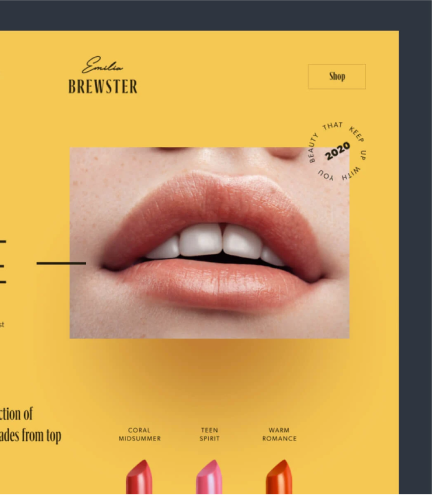 Emilia
BREWSTER
Shop
BEAUTY THAT KEEP UP WITH YOU
2020
st
ction of
ades from top
CORAL
MIDSUMMER
TEEN
SPIRIT
WARM
ROMANCE